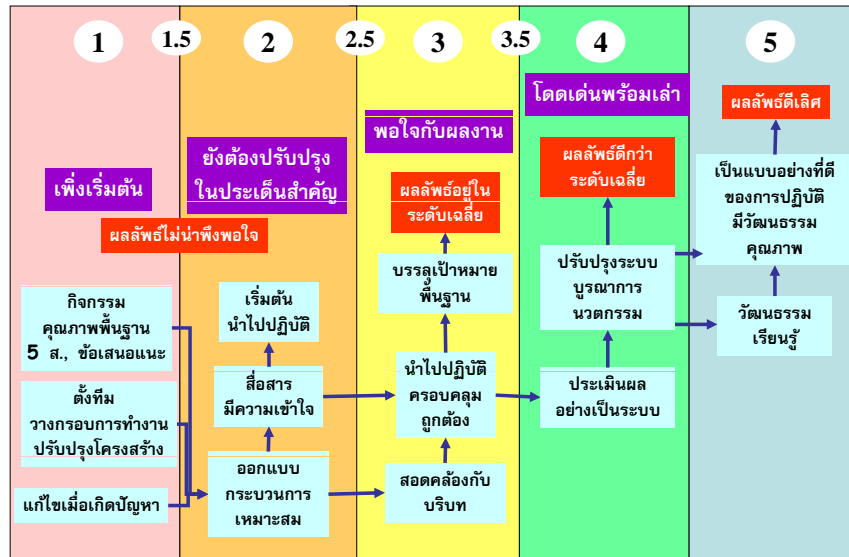 1
1.5
2
2.5
3
3.5
4
5
เพิ่งเริ่มต้น
ผลลัพธ์ไม่น่าพึงพอใจ
กิจกรรม
คุณภาพพื้นฐาน
5 ส., ข้อเสนอแนะ
ตั้งทีม
วางกรอบการทำงาน
ปรับปรุงโครงสร้าง
แก้ไขเมื่อเกิดปัญหา
ยังต้องปรับปรุง
ในประเด็นสำคัญ
เริ่มต้น
นำไปปฏิบัติ
สื่อสาร
มีความเข้าใจ
ออกแบบ
กระบวนการ
เหมาะสม
พอใจกับผลงาน
ผลลัพธ์อยู่ใน
ระดับเฉลี่ย
บรรลุเป้าหมาย
พื้นฐาน
นำไปปฏิบัติ
ครอบคลุม
ถูกต้อง
สอดคล้องกับ
บริบท
โดดเด่นพร้อมเล่า
ผลลัพธ์ดีกว่า
ระดับเฉลี่ย
ปรับปรุงระบบ
บูรณาการ
นวตกรรม
ประเมินผล
อย่างเป็นระบบ
ผลลัพธ์ดีเลิศ
เป็นแบบอย่างที่ดี
ของการปฏิบัติ
มีวัฒนธรรม
คุณภาพ
วัฒนธรรม
เรียนรู้